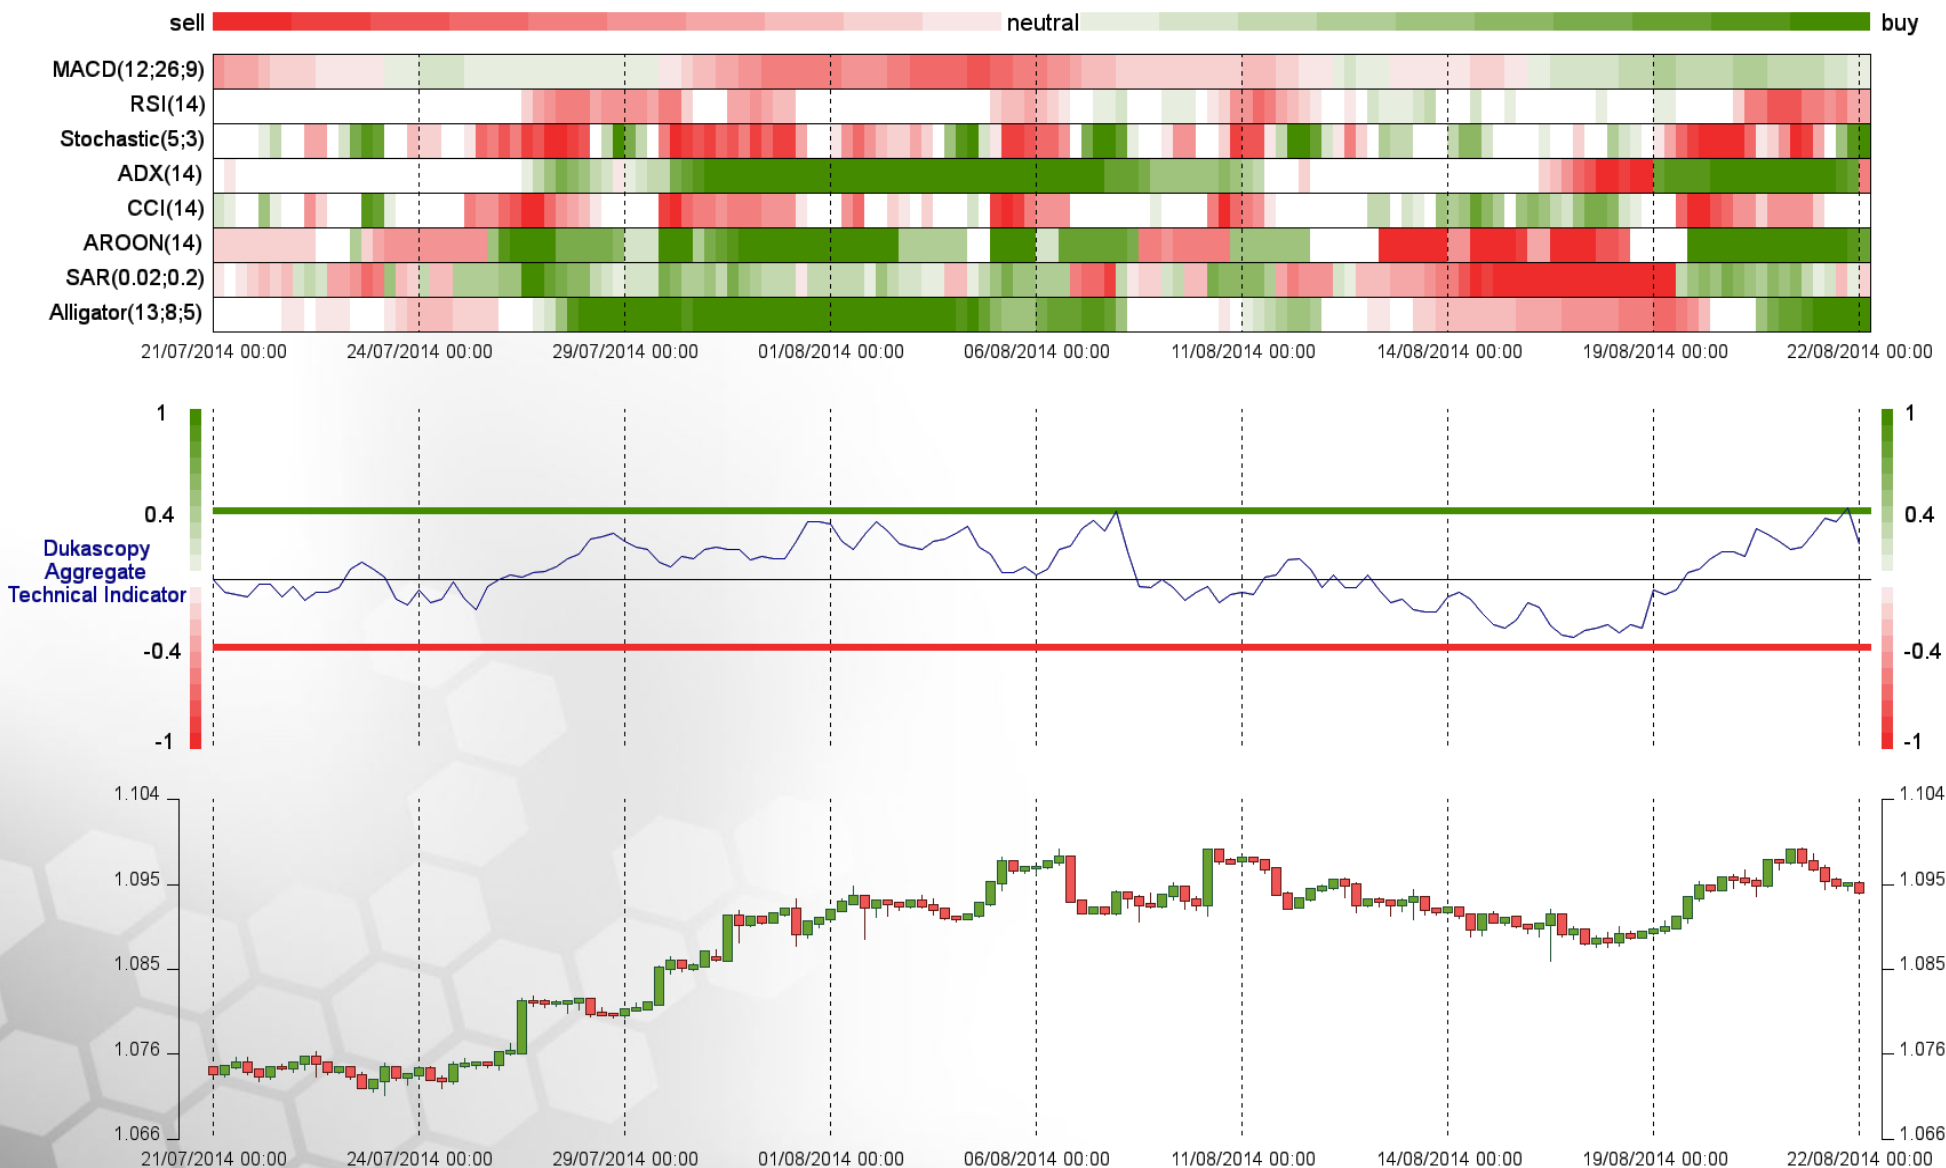 sell neutral buy
MACD(12;26;9)
RSI(14)
Stochastic(5;3)
ADX(14)
CCI(14)
AROON(14)
SAR(0.02;0.2)
Alligator(13;8;5)
21/07/2014 00:00 24/07/2014 00:00 29/07/2014 00:00 01/08/2014 00:00 06/08/2014 00:00 11/08/2014 00:00 14/08/2014 00:00 19/08/2014 00:00 22/08/2014 00:00
1 1
0.4 0.4
Dukascopy
Aggregate
Technical Indicator
-0.4 -0.4
-1 -1
1.104 1.104
1.095 1.095
1.085 1.085
1.076 1.076
1.066 1.066
21/07/2014 00:00 24/07/2014 00:00 29/07/2014 00:00 01/08/2014 00:00 06/08/2014 00:00 11/08/2014 00:00 14/08/2014 00:00 19/08/2014 00:00 22/08/2014 00:00